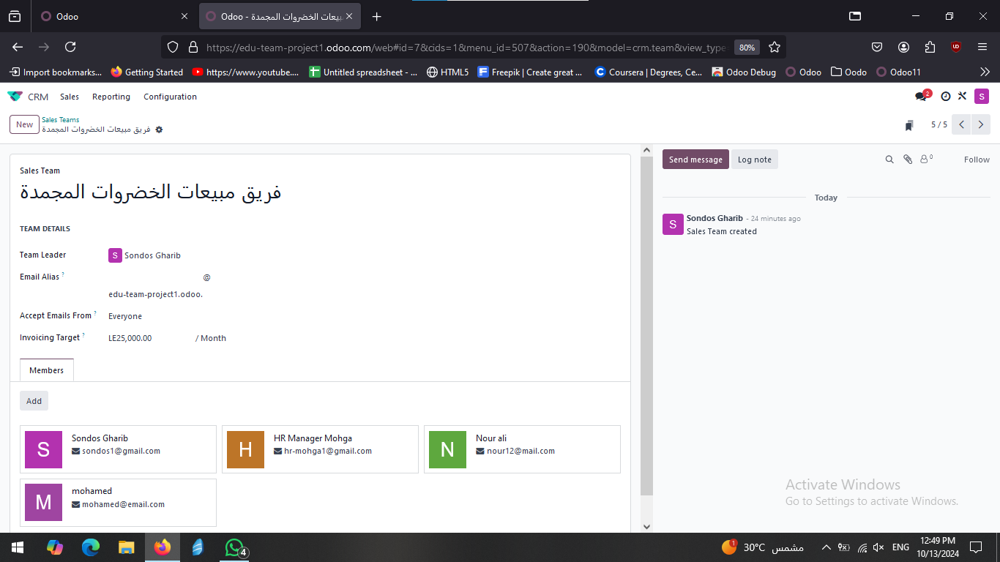 Odoo
Odoo - فريق مبيعات الخضروات المجمدة
https://edu-team-project1.odoo.com/web#id=7&cids=1&menu_id=507&action=190&model=crm.team&view_type=
80%
Import bookmarks...
Getting Started
https://www.youtube....
Untitled spreadsheet - ...
HTML5
Freepik | Create great ...
Coursera | Degrees, Ce...
Odoo Debug
Odoo
Oodo
Odoo11
CRM
Sales
Reporting
Configuration
2
S
New
Sales Teams
فريق مبيعات الخضروات المجمدة
5 / 5
Sales Team
فريق مبيعات الخضروات المجمدة
TEAM DETAILS
Team Leader
S Sondos Gharib
Email Alias ?
@
edu-team-project1.odoo.
Accept Emails From ?
Everyone
Invoicing Target ?
LE25,000.00 / Month
Members
Add
S
Sondos Gharib
sondos1@gmail.com
H
HR Manager Mohga
hr-mohga1@gmail.com
N
Nour ali
nour12@mail.com
M
mohamed
mohamed@email.com
Send message
Log note
0
Follow
Today
S
Sondos Gharib - 24 minutes ago
Sales Team created
Activate Windows
Go to Settings to activate Windows.
4
1
30°C مشمس
ENG
12:49 PM
10/13/2024